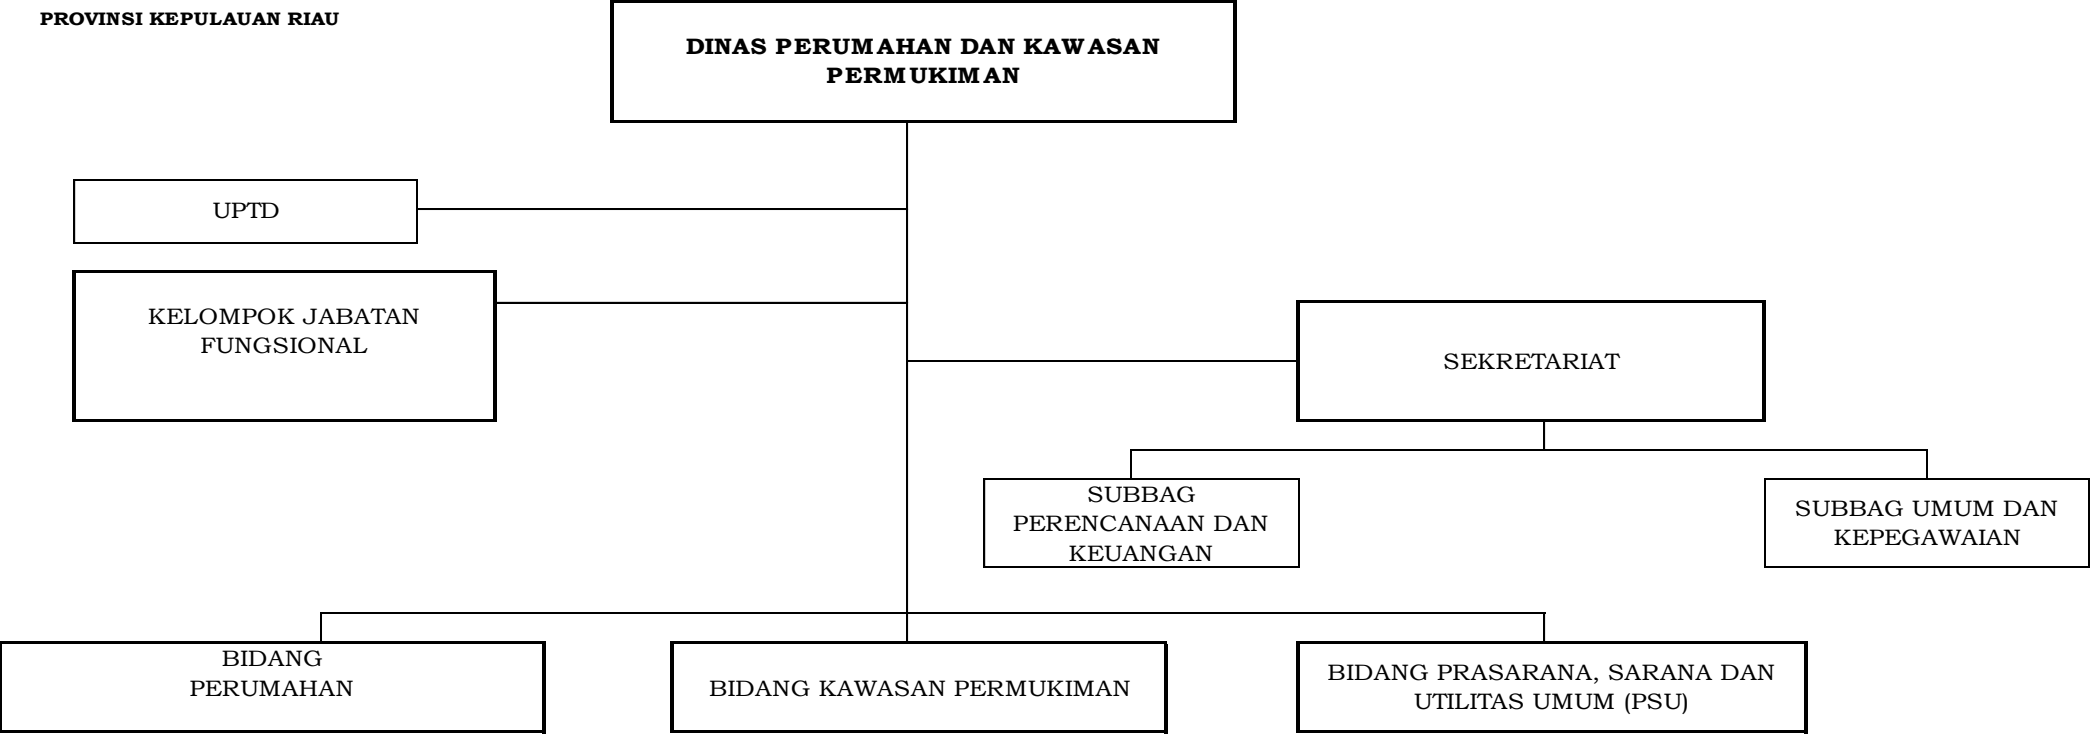 PROVINSI KEPULAUAN RIAU
DINAS PERUMAHAN DAN KAWASAN
PERMUKIMAN
UPTD
KELOMPOK JABATAN
FUNGSIONAL
SEKRETARIAT
SUBBAG
PERENCANAAN DAN
KEUANGAN
SUBBAG UMUM DAN
KEPEGAWAIAN
BIDANG
PERUMAHAN
BIDANG KAWASAN PERMUKIMAN
BIDANG PRASARANA, SARANA DAN
UTILITAS UMUM (PSU)